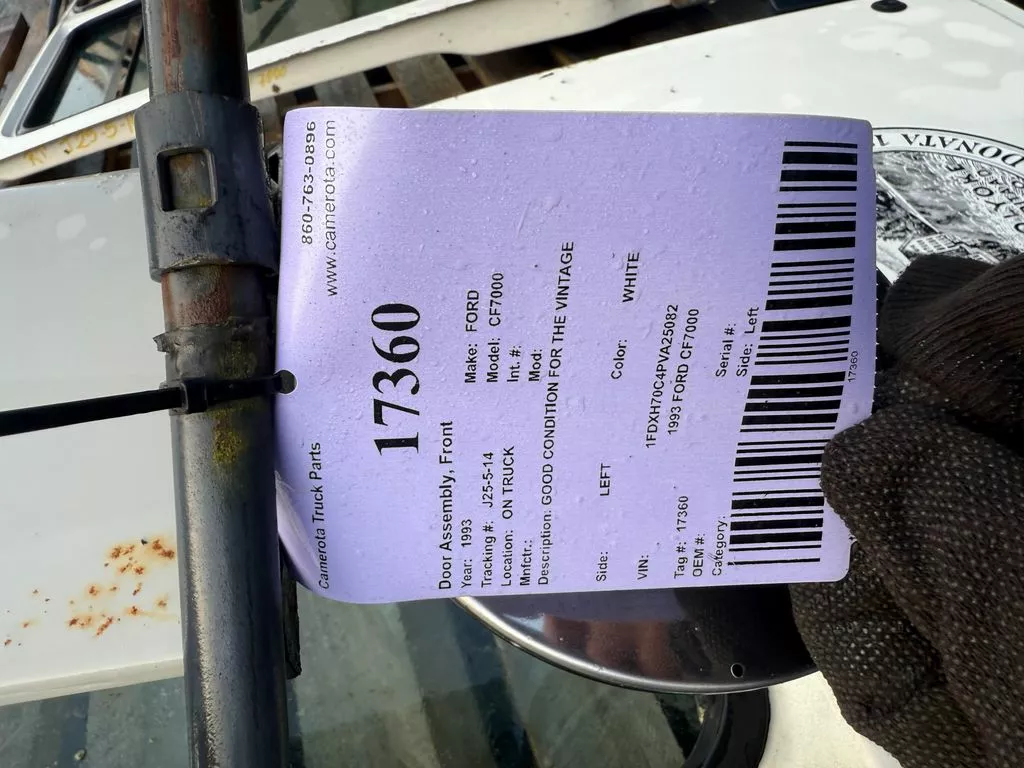 Camerota Truck Parts 860-763-0896
www.camerota.com
17360
Door Assembly, Front
Year: 1993 Make: FORD
Tracking #: J25-5-14 Model: CF7000
Location: ON TRUCK Int. #:
Mnfctr.: Mod:
Description: GOOD CONDITION FOR THE VINTAGE
Side: LEFT Color: WHITE
VIN: 1FDXH70C4PVA25082
1993 FORD CF7000
Tag #: 17360
OEM #: Serial #:
Category: Side: Left
17360
DONATA